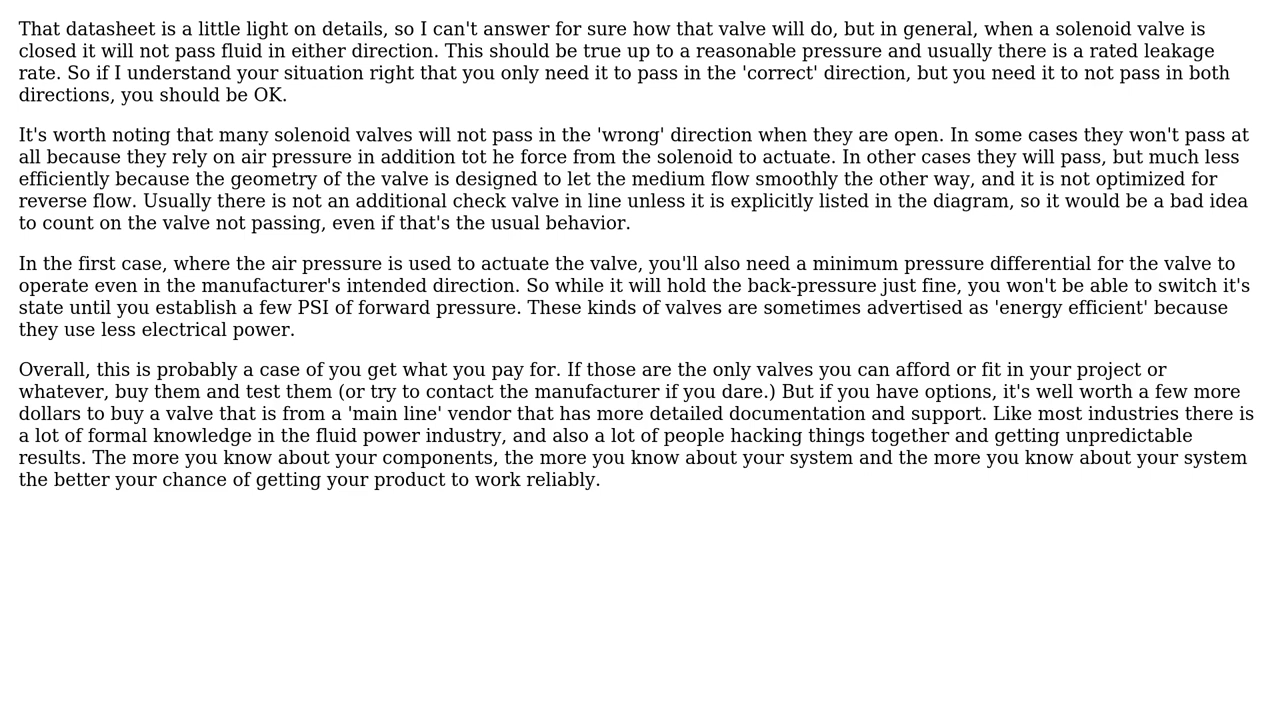 That datasheet is a little light on details, so I can't answer for sure how that valve will do, but in general, when a solenoid valve is
closed it will not pass fluid in either direction. This should be true up to a reasonable pressure and usually there is a rated leakage
rate. So if I understand your situation right that you only need it to pass in the 'correct' direction, but you need it to not pass in both
directions, you should be OK.
It's worth noting that many solenoid valves will not pass in the 'wrong' direction when they are open. In some cases they won't pass at
all because they rely on air pressure in addition tot he force from the solenoid to actuate. In other cases they will pass, but much less
efficiently because the geometry of the valve is designed to let the medium flow smoothly the other way, and it is not optimized for
reverse flow. Usually there is not an additional check valve in line unless it is explicitly listed in the diagram, so it would be a bad idea
to count on the valve not passing, even if that's the usual behavior.
In the first case, where the air pressure is used to actuate the valve, you'll also need a minimum pressure differential for the valve to
operate even in the manufacturer's intended direction. So while it will hold the back-pressure just fine, you won't be able to switch it's
state until you establish a few PSI of forward pressure. These kinds of valves are sometimes advertised as 'energy efficient' because
they use less electrical power.
Overall, this is probably a case of you get what you pay for. If those are the only valves you can afford or fit in your project or
whatever, buy them and test them (or try to contact the manufacturer if you dare.) But if you have options, it's well worth a few more
dollars to buy a valve that is from a 'main line' vendor that has more detailed documentation and support. Like most industries there is
a lot of formal knowledge in the fluid power industry, and also a lot of people hacking things together and getting unpredictable
results. The more you know about your components, the more you know about your system and the more you know about your system
the better your chance of getting your product to work reliably.